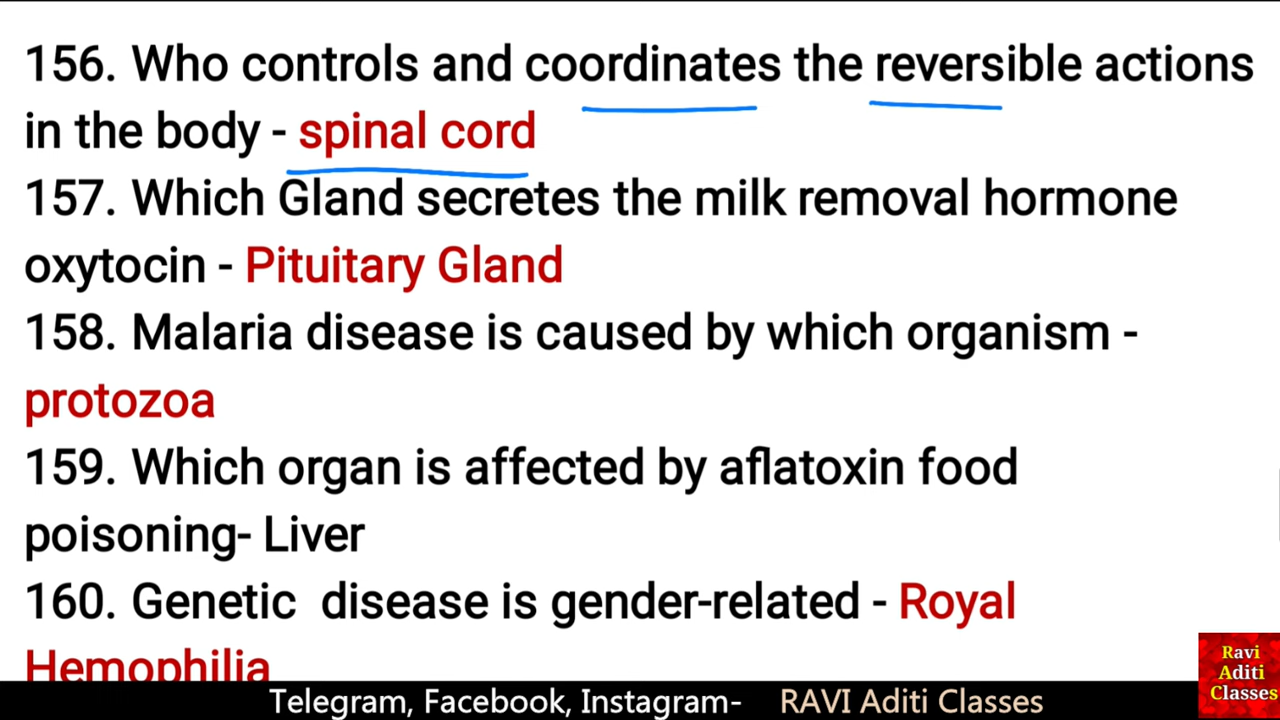 156. Who controls and coordinates the reversible actions
in the body - spinal cord
157. Which Gland secretes the milk removal hormone
oxytocin - Pituitary Gland
158. Malaria disease is caused by which organism -
protozoa
159. Which organ is affected by aflatoxin food
poisoning- Liver
160. Genetic  disease is gender-related - Royal
Hemophilia
Telegram, Facebook, Instagram- RAVI Aditi Classes
Ravi
Aditi
Classes